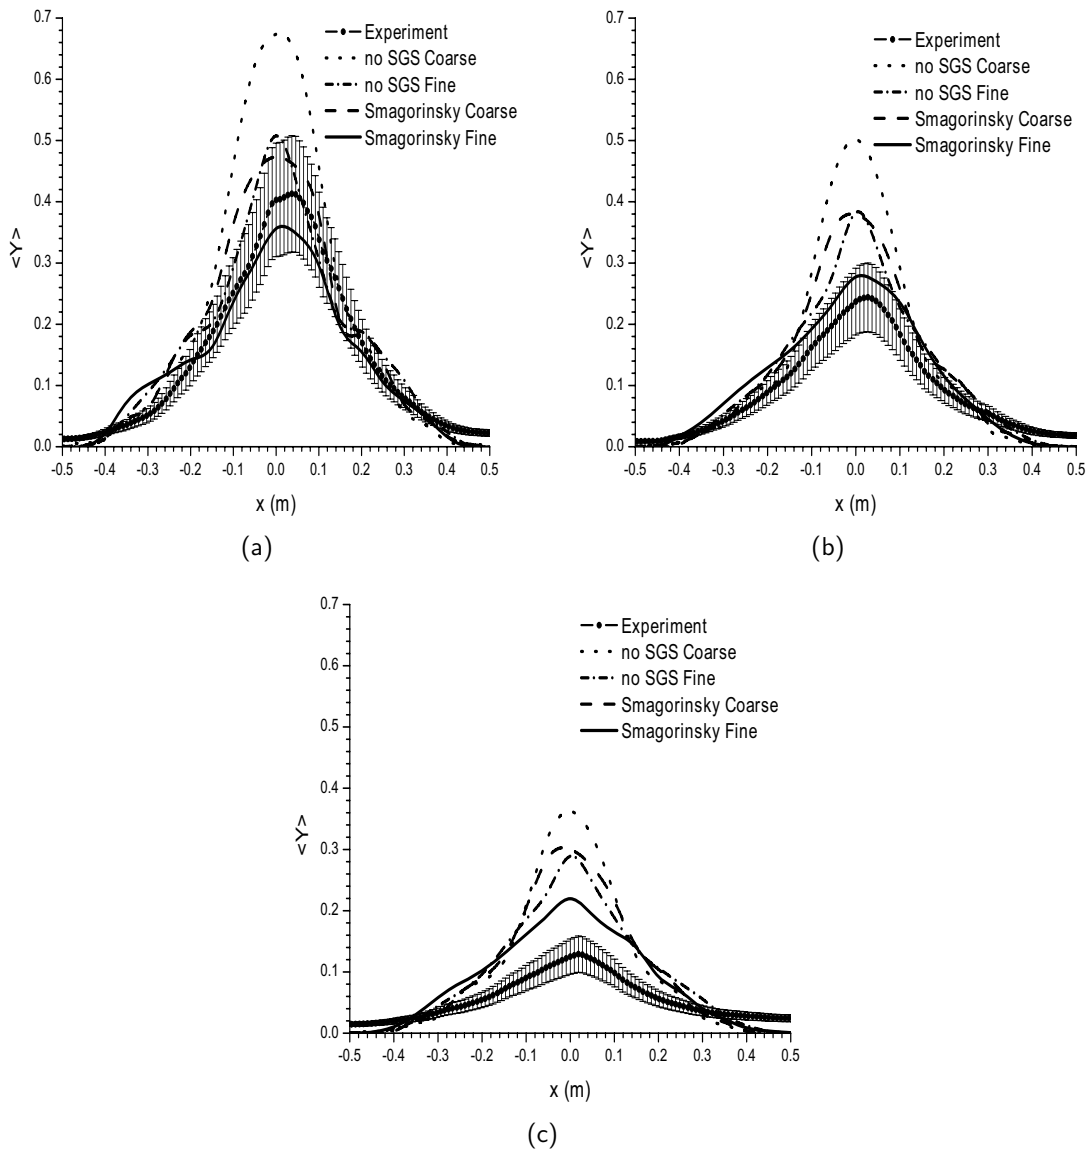 0.7
0.6
0.5
0.4
0.3
0.2
0.1
0.0
<Y>
-0.5 -0.4 -0.3 -0.2 -0.1 0.0 0.1 0.2 0.3 0.4 0.5
x (m)
Experiment
no SGS Coarse
no SGS Fine
Smagorinsky Coarse
Smagorinsky Fine
(a)
0.7
0.6
0.5
0.4
0.3
0.2
0.1
0.0
<Y>
-0.5 -0.4 -0.3 -0.2 -0.1 0.0 0.1 0.2 0.3 0.4 0.5
x (m)
Experiment
no SGS Coarse
no SGS Fine
Smagorinsky Coarse
Smagorinsky Fine
(b)
0.7
0.6
0.5
0.4
0.3
0.2
0.1
0.0
<Y>
-0.5 -0.4 -0.3 -0.2 -0.1 0.0 0.1 0.2 0.3 0.4 0.5
x (m)
Experiment
no SGS Coarse
no SGS Fine
Smagorinsky Coarse
Smagorinsky Fine
(c)